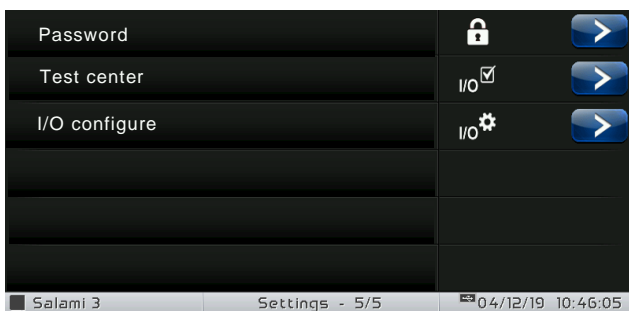 Password
Test center
I/O
I/O configure
I/O
Salami 3 Settings - 5/5 04/12/19 10:46:05